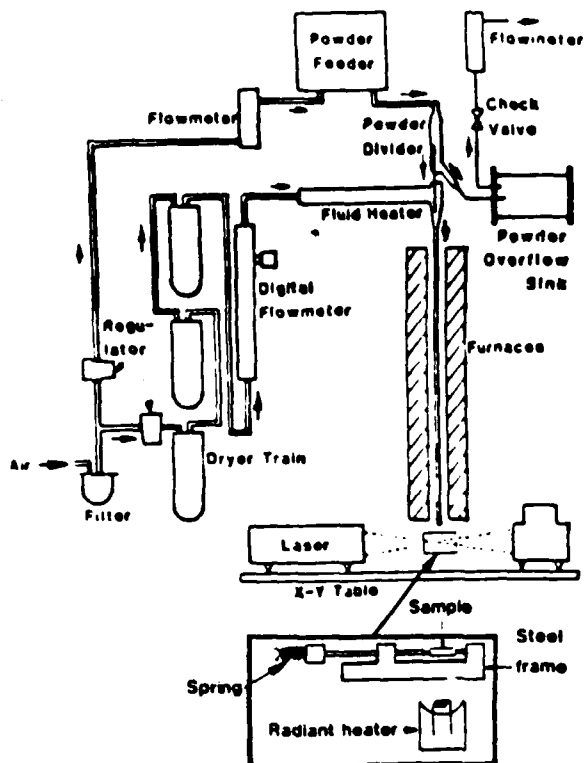 Powder
Feeder
Flowmeter
Flowmeter
Check
Valve
Powder
Divider
Fluid Heater
Powder
Overflow
Sink
Digital
Flowmeter
Furnaces
Regu-
lator
Dryer Train
Air
Filter
Laser
X-Y Table
Sample
Steel
frame
Spring
Radiant heater